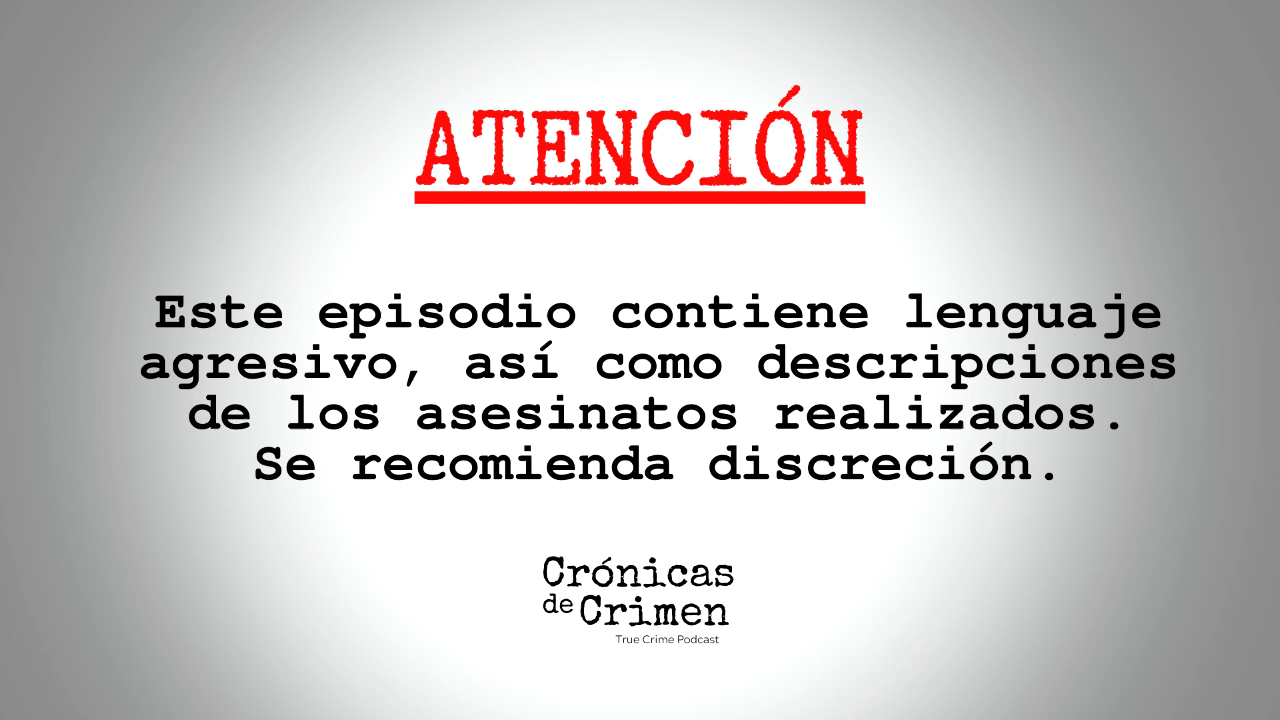 ATENCIÓN
Este episodio contiene lenguaje
agresivo, así como descripciones
de los asesinatos realizados.
Se recomienda discreción.
Crónicas
de Crimen
True Crime Podcast